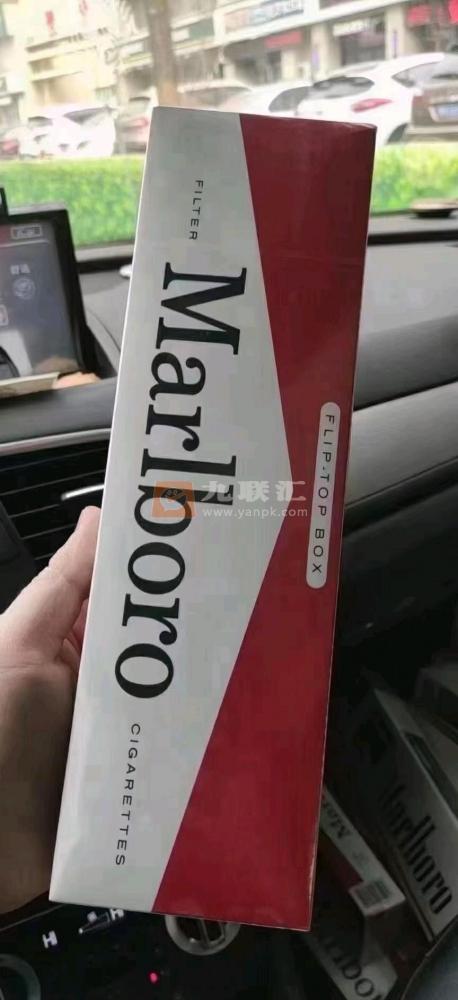 FILTER
Marlboro
CIGARETTES
FLIP-TOP BOX
九联汇
www.yanpk.com
Marlboro